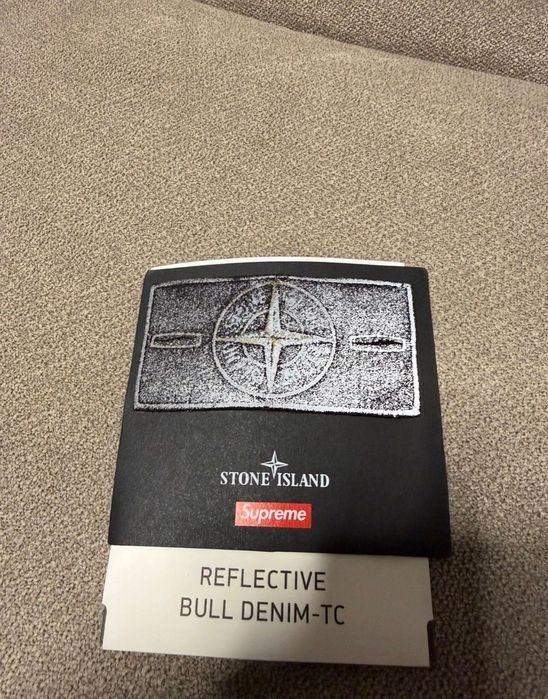 STONE ISLAND
Supreme
REFLECTIVE
BULL DENIM-TC